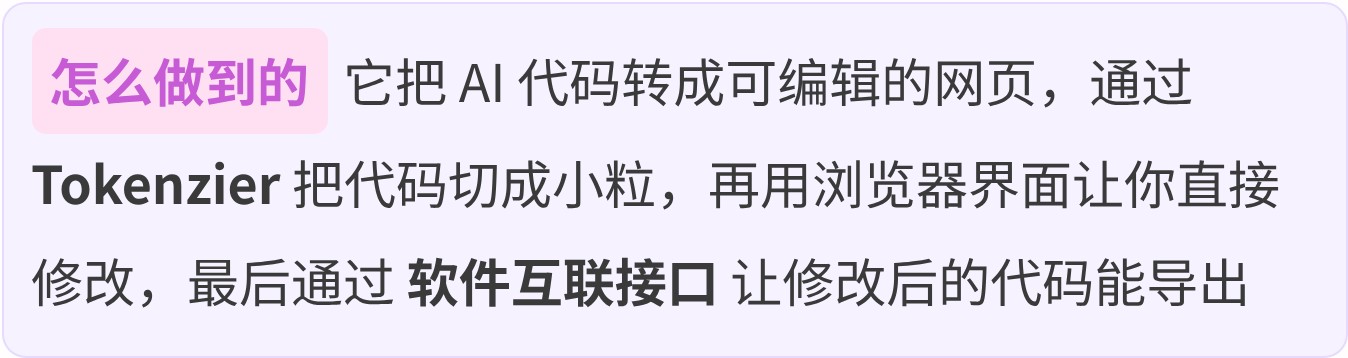 怎么做到的 它把 AI 代码转成可编辑的网页，通过
Tokenzier 把代码切成小粒，再用浏览器界面让你直接
修改，最后通过 软件互联接口 让修改后的代码能导出